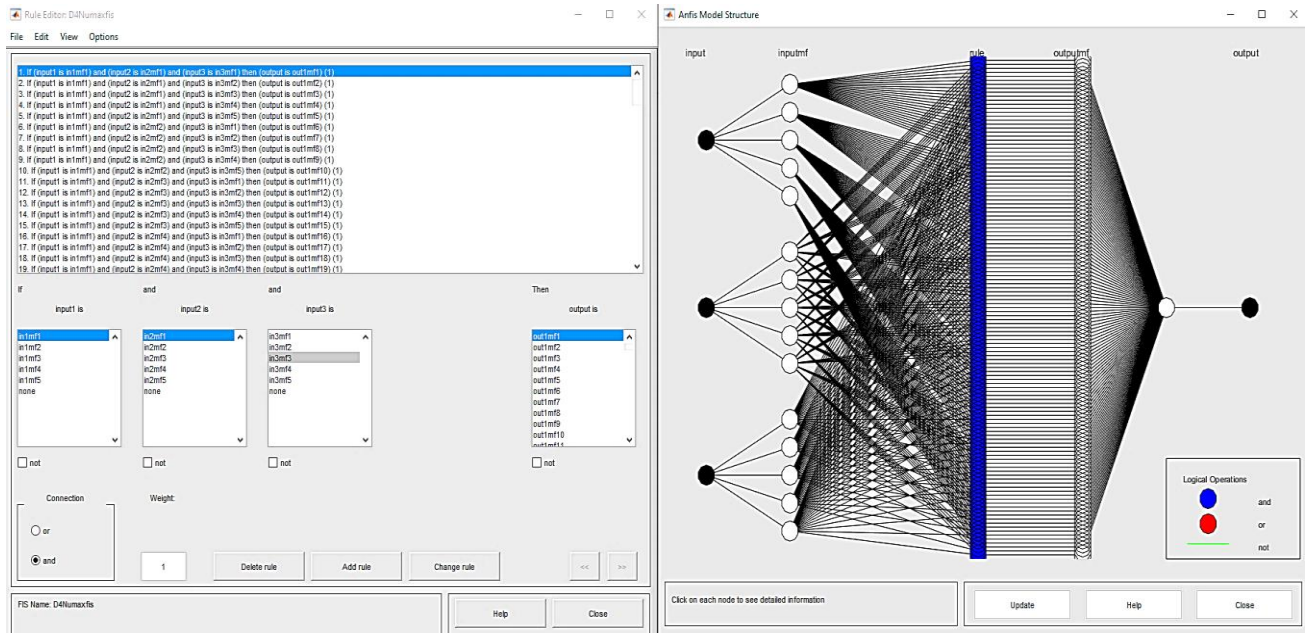 Rule Editor: D4Numaxfis
File Edit View Options
1. If (input1 is in1mf1) and (input2 is in2mf1) and (input3 is in3mf1) then (output is out1mf1) (1)
2. If (input1 is in1mf1) and (input2 is in2mf1) and (input3 is in3mf2) then (output is out1mf2) (1)
3. If (input1 is in1mf1) and (input2 is in2mf1) and (input3 is in3mf3) then (output is out1mf3) (1)
4. If (input1 is in1mf1) and (input2 is in2mf1) and (input3 is in3mf4) then (output is out1mf4) (1)
5. If (input1 is in1mf1) and (input2 is in2mf1) and (input3 is in3mf5) then (output is out1mf5) (1)
6. If (input1 is in1mf1) and (input2 is in2mf2) and (input3 is in3mf1) then (output is out1mf6) (1)
7. If (input1 is in1mf1) and (input2 is in2mf2) and (input3 is in3mf2) then (output is out1mf7) (1)
8. If (input1 is in1mf1) and (input2 is in2mf2) and (input3 is in3mf3) then (output is out1mf8) (1)
9. If (input1 is in1mf1) and (input2 is in2mf2) and (input3 is in3mf4) then (output is out1mf9) (1)
10. If (input1 is in1mf1) and (input2 is in2mf2) and (input3 is in3mf5) then (output is out1mf10) (1)
11. If (input1 is in1mf1) and (input2 is in2mf3) and (input3 is in3mf1) then (output is out1mf11) (1)
12. If (input1 is in1mf1) and (input2 is in2mf3) and (input3 is in3mf2) then (output is out1mf12) (1)
13. If (input1 is in1mf1) and (input2 is in2mf3) and (input3 is in3mf3) then (output is out1mf13) (1)
14. If (input1 is in1mf1) and (input2 is in2mf3) and (input3 is in3mf4) then (output is out1mf14) (1)
15. If (input1 is in1mf1) and (input2 is in2mf3) and (input3 is in3mf5) then (output is out1mf15) (1)
16. If (input1 is in1mf1) and (input2 is in2mf4) and (input3 is in3mf1) then (output is out1mf16) (1)
17. If (input1 is in1mf1) and (input2 is in2mf4) and (input3 is in3mf2) then (output is out1mf17) (1)
18. If (input1 is in1mf1) and (input2 is in2mf4) and (input3 is in3mf3) then (output is out1mf18) (1)
19. If (input1 is in1mf1) and (input2 is in2mf4) and (input3 is in3mf4) then (output is out1mf19) (1)
If and and Then
input1 is input2 is input3 is output is
in1mf1
in1mf2
in1mf3
in1mf4
in1mf5
none
in2mf1
in2mf2
in2mf3
in2mf4
in2mf5
none
in3mf1
in3mf2
in3mf3
in3mf4
in3mf5
none
out1mf1
out1mf2
out1mf3
out1mf4
out1mf5
out1mf6
out1mf7
out1mf8
out1mf9
out1mf10
out1mf11
not not not not
Connection
or
and
Weight:
1
Delete rule Add rule Change rule << >>
FIS Name: D4Numaxfis
Help Close
Anfis Model Structure
input inputmf rule outputmf output
Logical Operations
and
or
not
Click on each node to see detailed information
Update Help Close